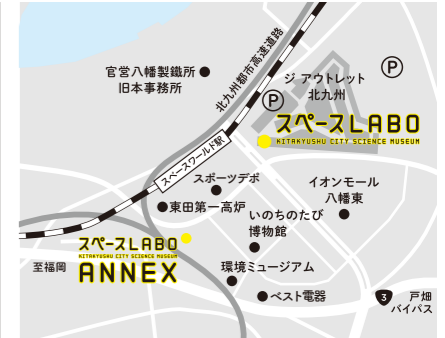 官営八幡製鐵所
旧本事務所
北九州都市高速道路
P
ジ アウトレット
北九州
P
スペースLABO
KITAKYUSHU CITY SCIENCE MUSEUM
スペースワールド駅
スポーツデポ
イオンモール
八幡東
東田第一高炉
いのちのたび
博物館
スペースLABO
KITAKYUSHU CITY SCIENCE MUSEUM
ANNEX
至福岡
環境ミュージアム
ベスト電器
3
戸畑
バイパス